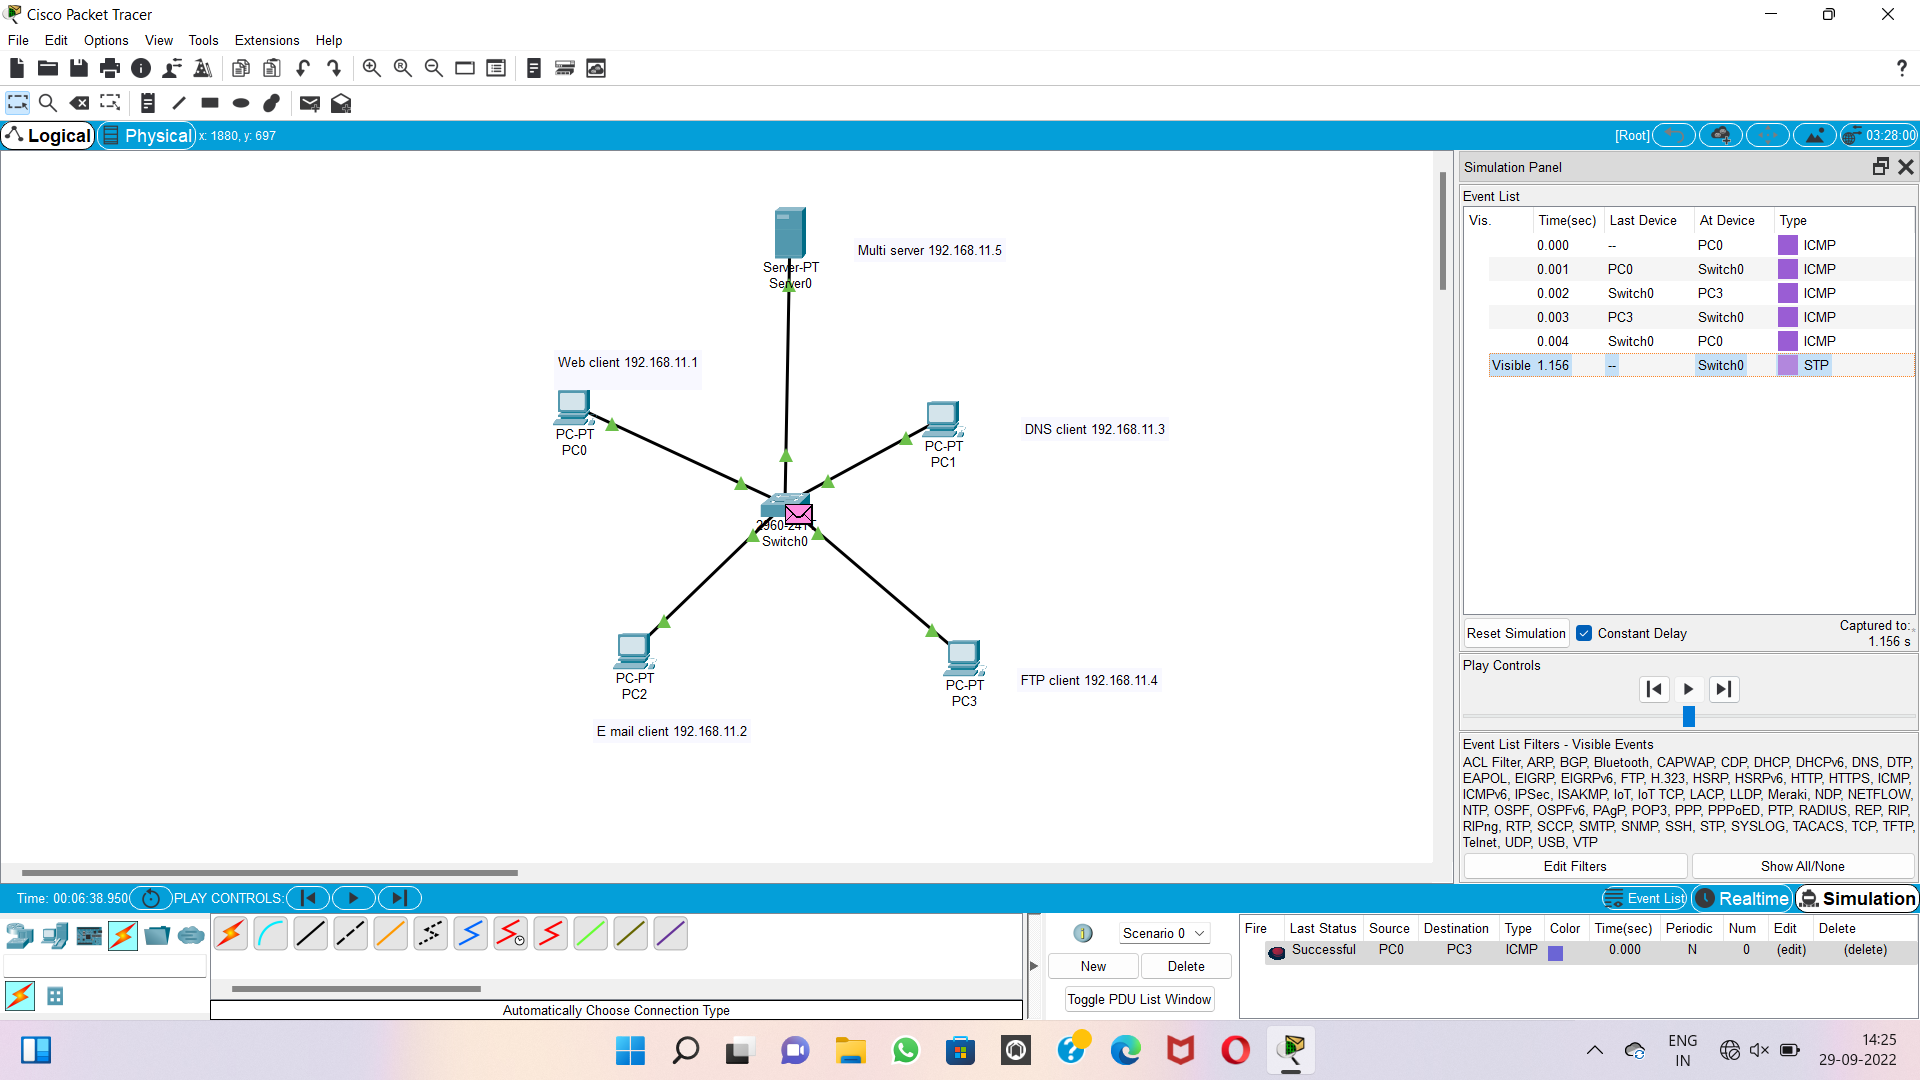 Cisco Packet Tracer
File Edit Options View Tools Extensions Help
?
Logical Physical x: 1880, y: 697 [Root] 03:28:00
Simulation Panel
Event List
Vis. Time(sec) Last Device At Device Type
0.000 -- PC0 ICMP
0.001 PC0 Switch0 ICMP
0.002 Switch0 PC3 ICMP
0.003 PC3 Switch0 ICMP
0.004 Switch0 PC0 ICMP
Visible 1.156 -- Switch0 STP
Server-PT
Server0
Multi server 192.168.11.5
Web client 192.168.11.1
PC-PT
PC0
PC-PT
PC1
DNS client 192.168.11.3
2960-24TT
Switch0
PC-PT
PC2
E mail client 192.168.11.2
PC-PT
PC3
FTP client 192.168.11.4
Reset Simulation Constant Delay Captured to:
1.156 s
Play Controls
Event List Filters - Visible Events
ACL Filter, ARP, BGP, Bluetooth, CAPWAP, CDP, DHCP, DHCPv6, DNS, DTP,
EAPOL, EIGRP, EIGRPv6, FTP, H.323, HSRP, HSRPv6, HTTP, HTTPS, ICMP,
ICMPv6, IPSec, ISAKMP, IoT, IoT TCP, LACP, LLDP, Meraki, NDP, NETFLOW,
NTP, OSPF, OSPFv6, PAgP, POP3, PPP, PPPoED, PTP, RADIUS, REP, RIP,
RIPng, RTP, SCCP, SMTP, SNMP, SSH, STP, SYSLOG, TACACS, TCP, TFTP,
Telnet, UDP, USB, VTP
Edit Filters Show All/None
Time: 00:06:38.950 PLAY CONTROLS: Event List Realtime Simulation
Automatically Choose Connection Type
1 Scenario 0
New Delete
Toggle PDU List Window
Fire Last Status Source Destination Type Color Time(sec) Periodic Num Edit Delete
Successful PC0 PC3 ICMP 0.000 N 0 (edit) (delete)
ENG
IN
14:25
29-09-2022